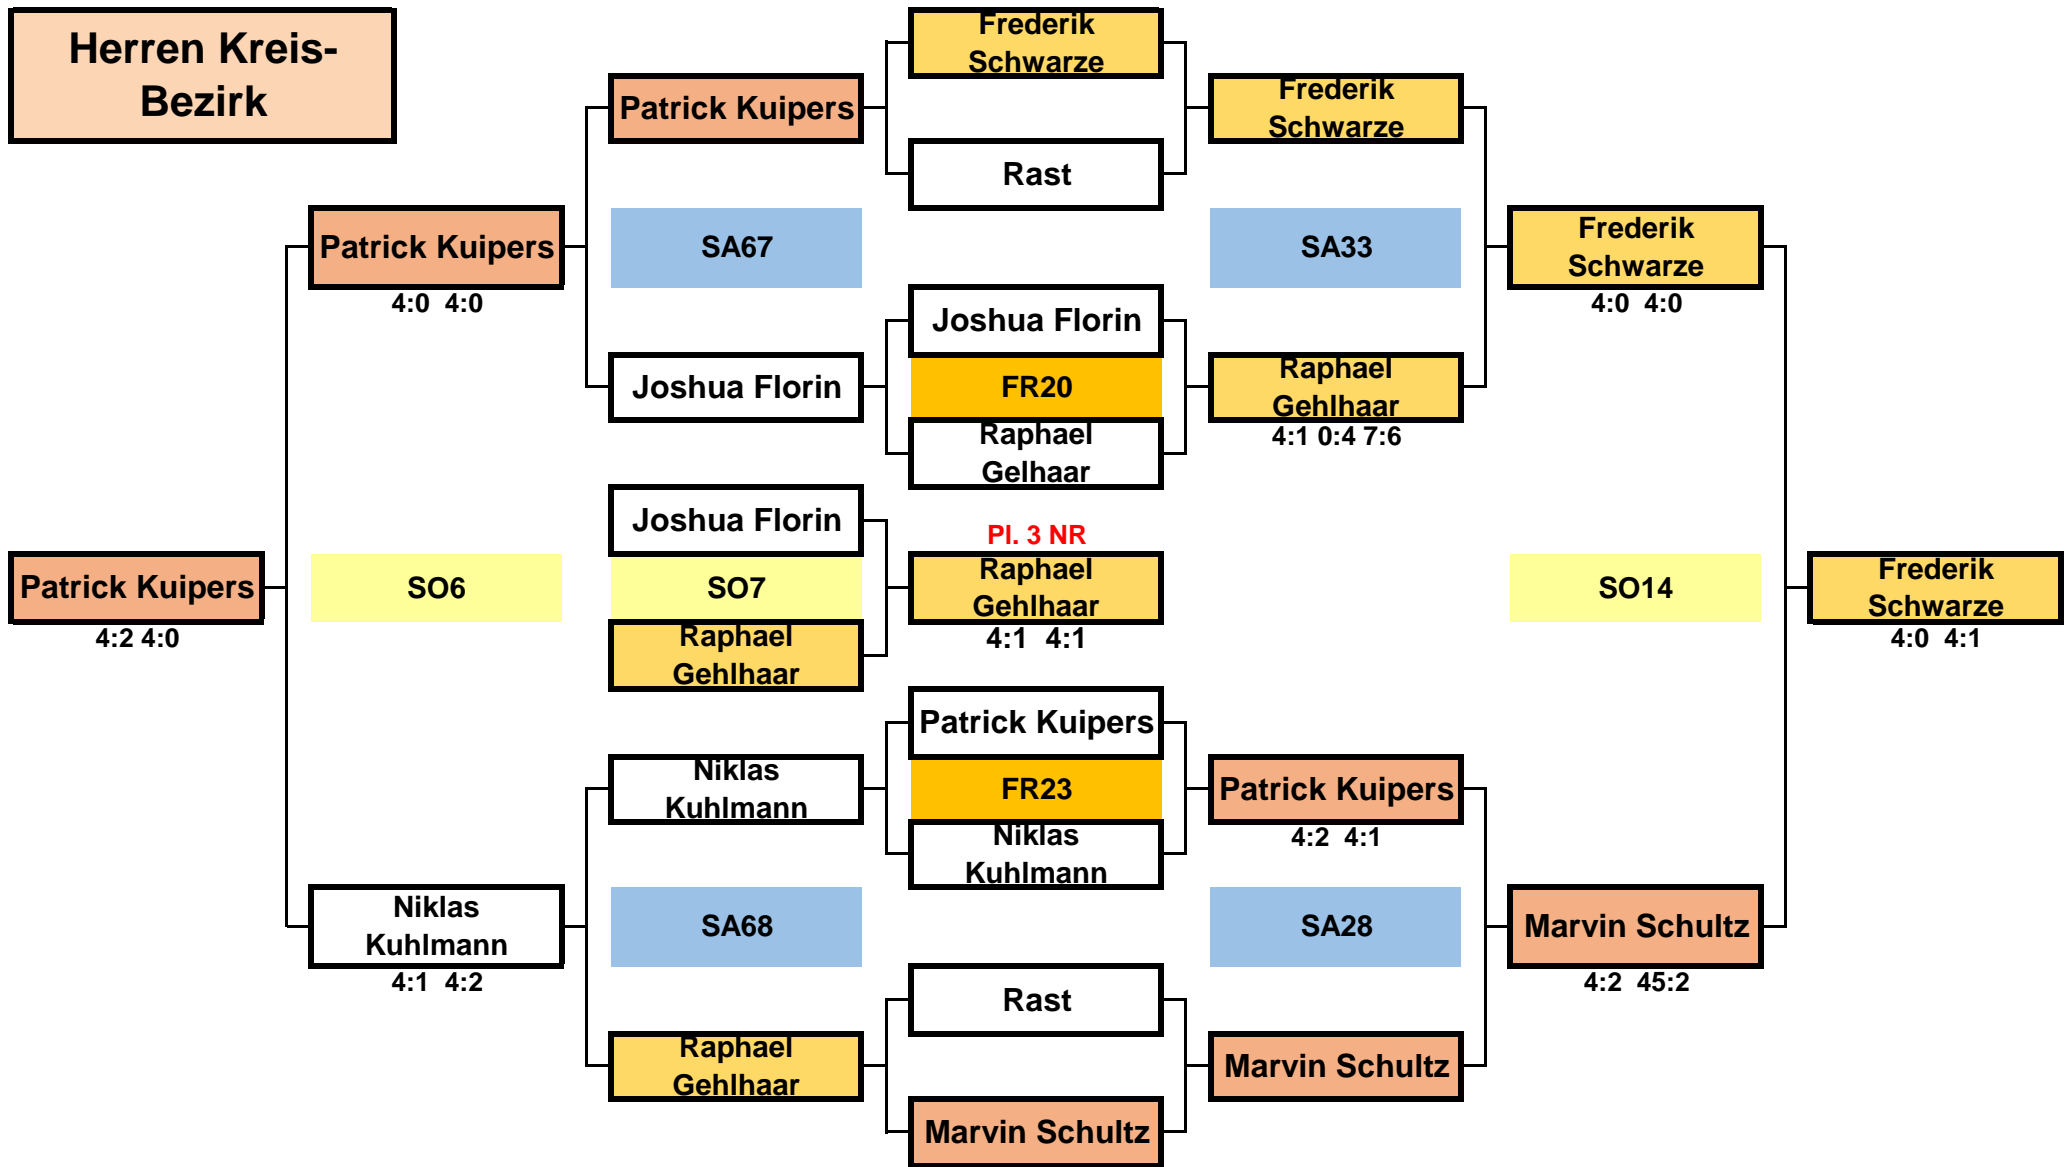 Herren Kreis-
Bezirk
Frederik
Schwarze
Patrick Kuipers
Frederik
Schwarze
Rast
Patrick Kuipers
4:0  4:0
SA67
SA33
Frederik
Schwarze
4:0  4:0
Joshua Florin
Joshua Florin
FR20
Raphael
Gehlhaar
4:1 0:4 7:6
Raphael
Gelhaar
Joshua Florin
Pl. 3 NR
Patrick Kuipers
4:2 4:0
SO6
SO7
Raphael
Gehlhaar
4:1  4:1
SO14
Frederik
Schwarze
4:0  4:1
Raphael
Gehlhaar
Patrick Kuipers
Niklas
Kuhlmann
FR23
Patrick Kuipers
4:2  4:1
Niklas
Kuhlmann
Niklas
Kuhlmann
4:1  4:2
SA68
SA28
Marvin Schultz
4:2  45:2
Rast
Raphael
Gehlhaar
Marvin Schultz
Marvin Schultz